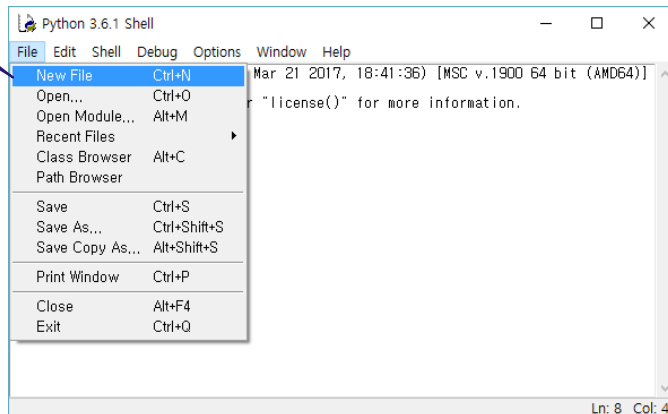 Python 3.6.1 Shell
File Edit Shell Debug Options Window Help
New File Ctrl+N
Open... Ctrl+O
Open Module... Alt+M
Recent Files
Class Browser Alt+C
Path Browser
Save Ctrl+S
Save As... Ctrl+Shift+S
Save Copy As... Alt+Shift+S
Print Window Ctrl+P
Close Alt+F4
Exit Ctrl+Q
Mar 21 2017, 18:41:36) [MSC v.1900 64 bit (AMD64)]
"license()" for more information.
Ln: 8 Col: 4